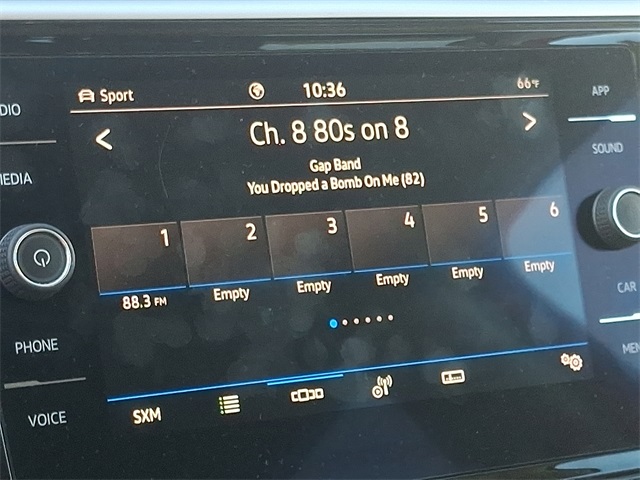 Sport 10:36 66°F
APP
DIO
< Ch. 8 80s on 8 >
SOUND
Gap Band
You Dropped a Bomb On Me (82)
MEDIA
1 2 3 4 5 6
88.3 FM Empty Empty Empty Empty Empty
CAR
PHONE
MEN
SXM
VOICE